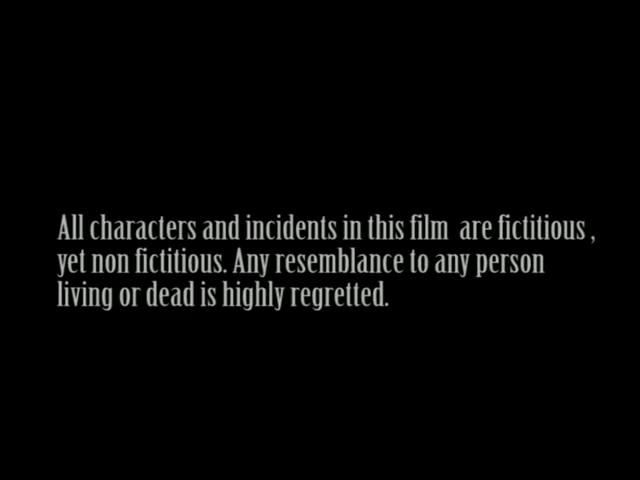 All characters and incidents in this film  are fictitious ,
yet non fictitious. Any resemblance to any person
living or dead is highly regretted.